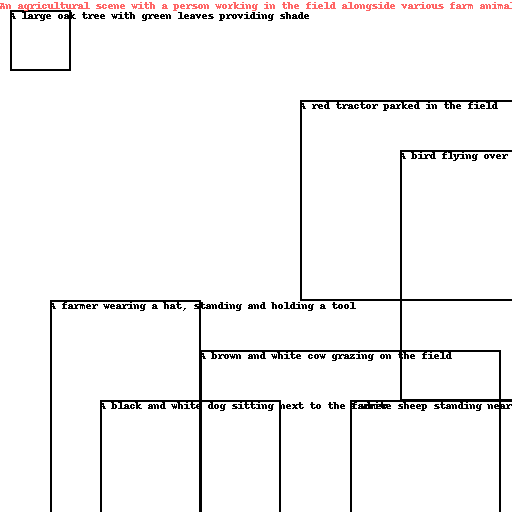 An agricultural scene with a person working in the field alongside various farm animal
A large oak tree with green leaves providing shade
A red tractor parked in the field
A bird flying over
A farmer wearing a hat, standing and holding a tool
A brown and white cow grazing on the field
A black and white dog sitting next to the farmer
white sheep standing near